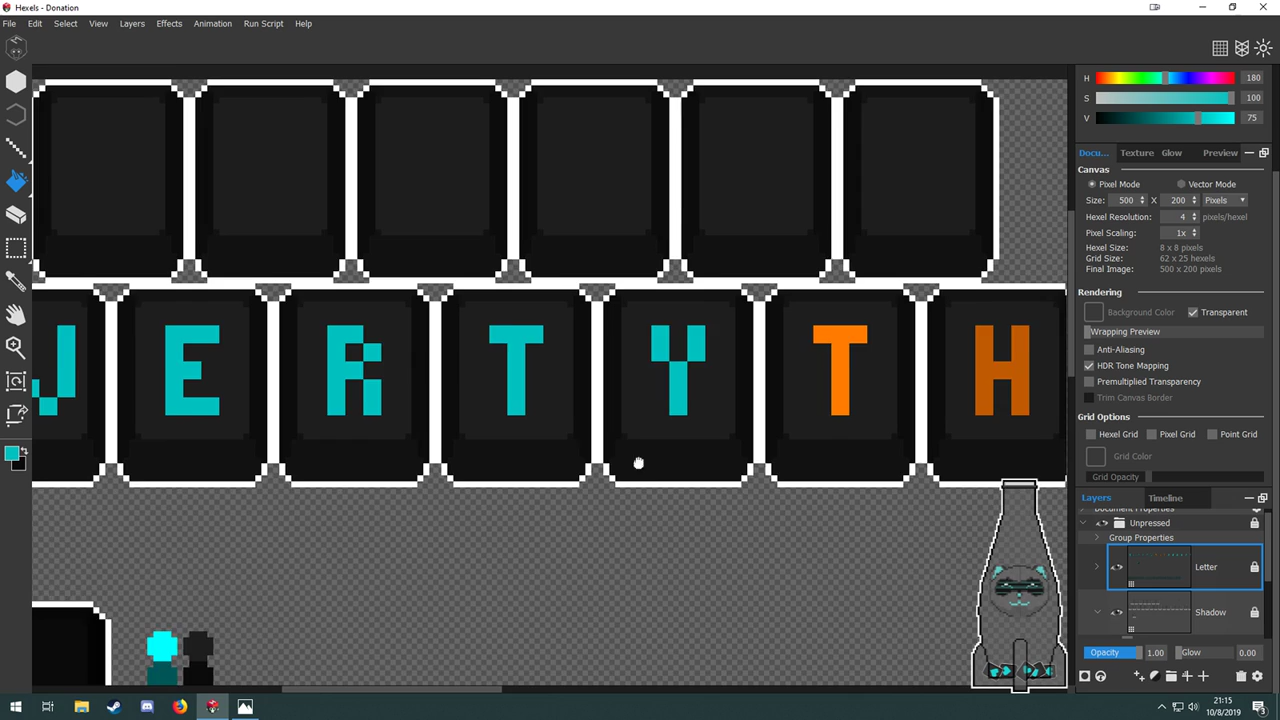 Hexels - Donation
File Edit Select View Layers Effects Animation Run Script Help
H 180
S 100
V 75
Docu... Texture Glow Preview
Canvas
Pixel Mode Vector Mode
Size: 500 X 200 Pixels
Hexel Resolution: 4 pixels/hexel
Pixel Scaling: 1x
Hexel Size: 8 x 8 pixels
Grid Size: 62 x 25 hexels
Final Image: 500 x 200 pixels
Rendering
Background Color Transparent
Wrapping Preview
Anti-Aliasing
HDR Tone Mapping
Premultiplied Transparency
Trim Canvas Border
Grid Options
Hexel Grid Pixel Grid Point Grid
Grid Color
Grid Opacity
Layers Timeline
Document Properties
Unpressed
Group Properties
Letter
Shadow
Opacity 1.00 Glow 0.00
E R T Y T H
21:15
10/8/2019
3